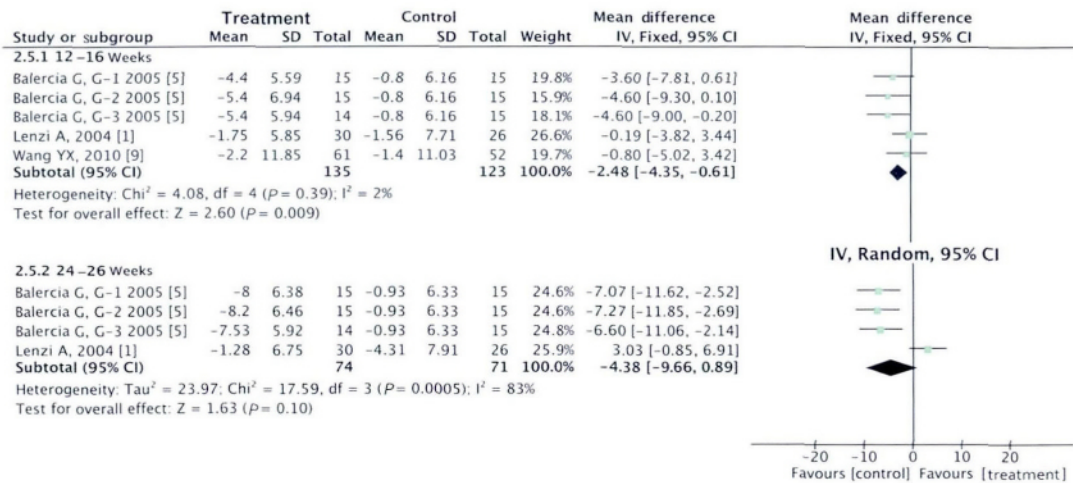 Treatment Control Mean difference Mean difference
Study or subgroup Mean SD Total Mean SD Total Weight IV, Fixed, 95% CI IV, Fixed, 95% CI
2.5.1 12–16 Weeks
Balercia G, G-1 2005 [5] −4.4 5.59 15 −0.8 6.16 15 19.8% −3.60 [−7.81, 0.61]
Balercia G, G-2 2005 [5] −5.4 6.94 15 −0.8 6.16 15 15.9% −4.60 [−9.30, 0.10]
Balercia G, G-3 2005 [5] −5.4 5.94 14 −0.8 6.16 15 18.1% −4.60 [−9.00, −0.20]
Lenzi A, 2004 [1] −1.75 5.85 30 −1.56 7.71 26 26.6% −0.19 [−3.82, 3.44]
Wang YX, 2010 [9] −2.2 11.85 61 −1.4 11.03 52 19.7% −0.80 [−5.02, 3.42]
Subtotal (95% CI) 135 123 100.0% −2.48 [−4.35, −0.61]
Heterogeneity: Chi² = 4.08, df = 4 (P = 0.39); I² = 2%
Test for overall effect: Z = 2.60 (P = 0.009)
IV, Random, 95% CI
2.5.2 24–26 Weeks
Balercia G, G-1 2005 [5] −8 6.38 15 −0.93 6.33 15 24.6% −7.07 [−11.62, −2.52]
Balercia G, G-2 2005 [5] −8.2 6.46 15 −0.93 6.33 15 24.6% −7.27 [−11.85, −2.69]
Balercia G, G-3 2005 [5] −7.53 5.92 14 −0.93 6.33 15 24.8% −6.60 [−11.06, −2.14]
Lenzi A, 2004 [1] −1.28 6.75 30 −4.31 7.91 26 25.9% 3.03 [−0.85, 6.91]
Subtotal (95% CI) 74 71 100.0% −4.38 [−9.66, 0.89]
Heterogeneity: Tau² = 23.97; Chi² = 17.59, df = 3 (P = 0.0005); I² = 83%
Test for overall effect: Z = 1.63 (P = 0.10)
−20 −10 0 10 20
Favours [control] Favours [treatment]